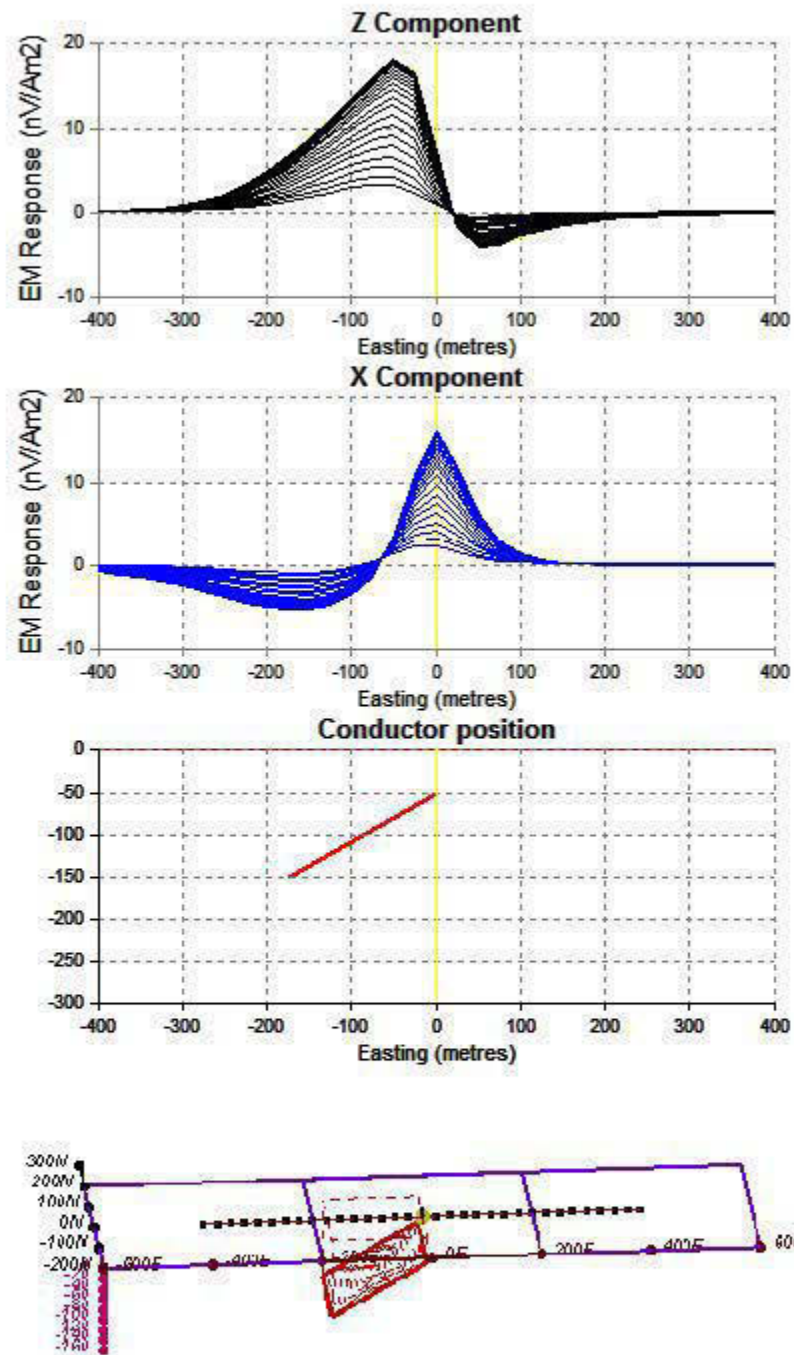 Z Component
EM Response (nV/Am2)
20
10
0
-10
-400 -300 -200 -100 0 100 200 300 400
Easting (metres)
X Component
EM Response (nV/Am2)
20
10
0
-10
-400 -300 -200 -100 0 100 200 300 400
Easting (metres)
Conductor position
0
-50
-100
-150
-200
-250
-300
-400 -300 -200 -100 0 100 200 300 400
Easting (metres)
300N
200N
100N
0N
-100N
-200N
-600E -400E 0E 200E 400E